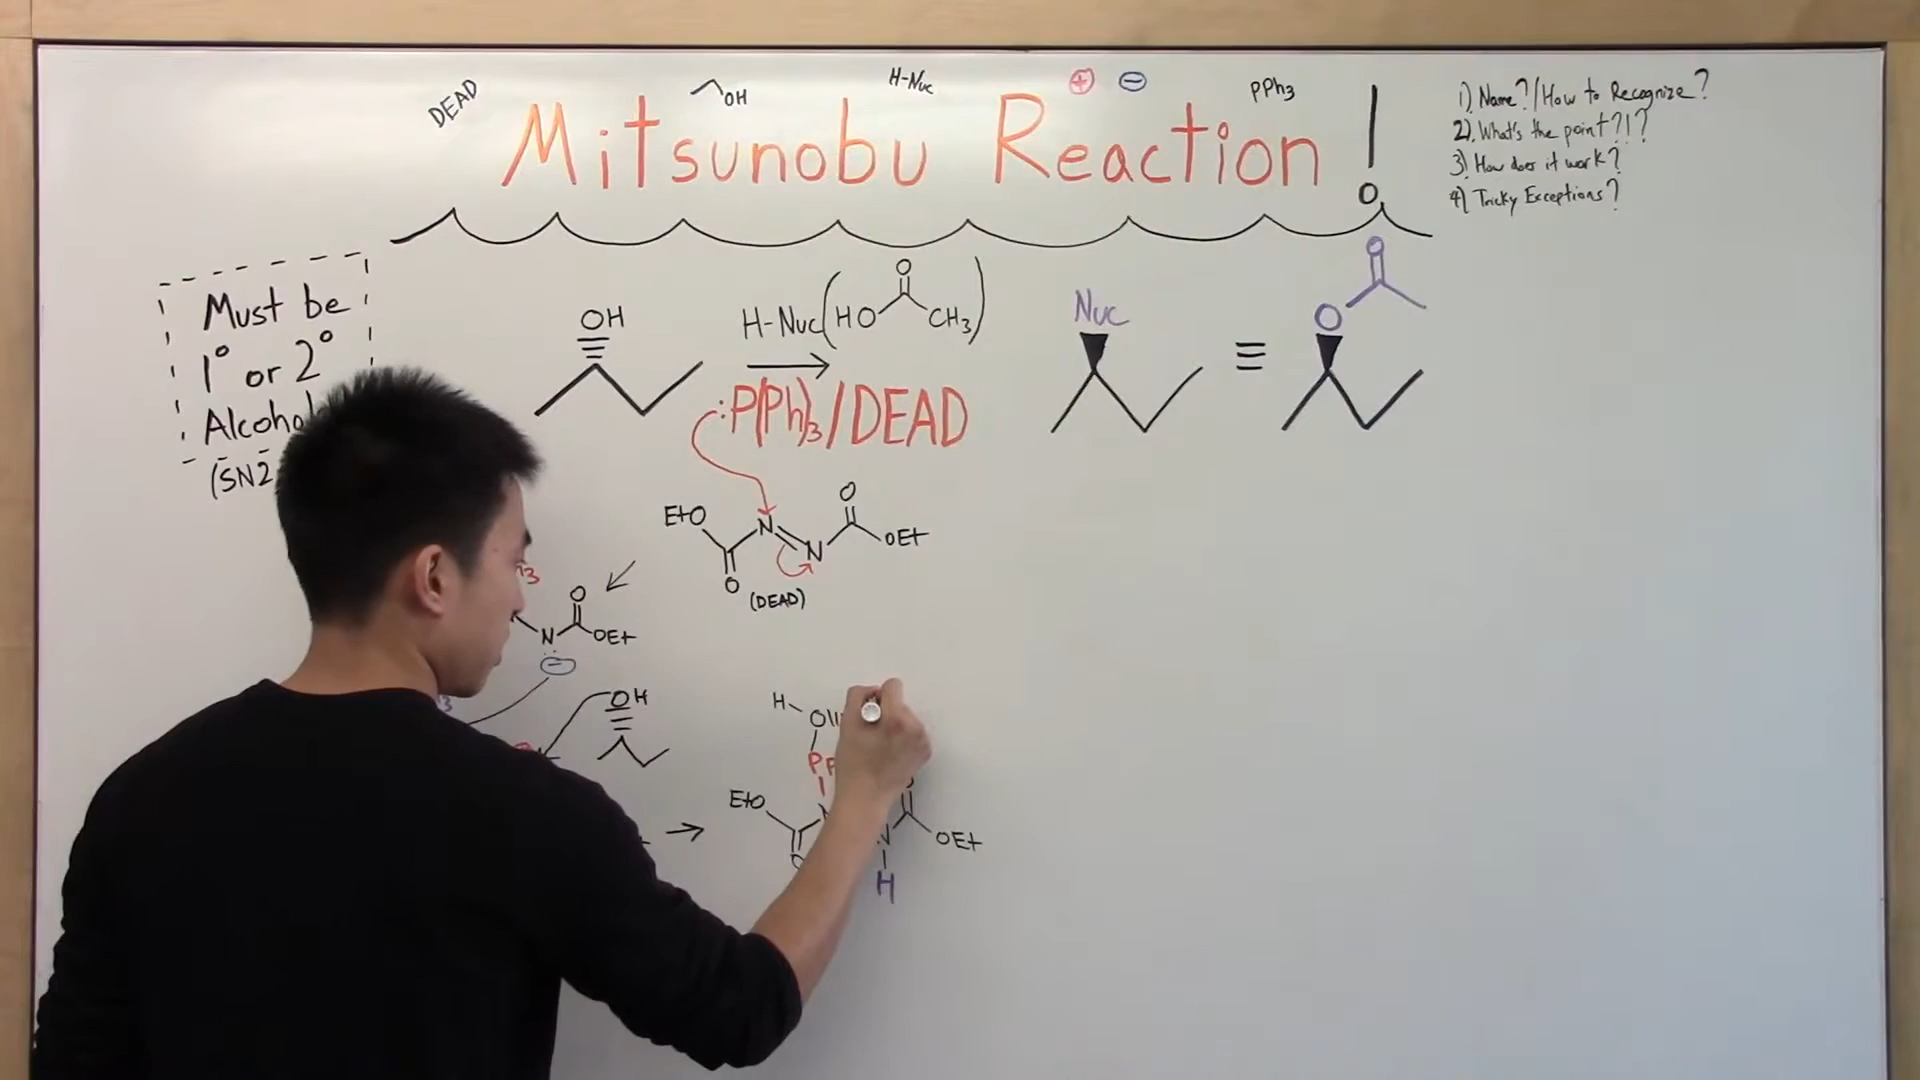 DEAD
OH
H-Nuc
+
−
PPh3
Mitsunobu Reaction!
1) Name?/How to Recognize?
2). What's the point?!?
3) How does it work?
4) Tricky Exceptions?
Must be
1° or 2°
Alcohol
(SN2
OH
H-Nuc(HO
O
CH3)
:P(Ph)3/DEAD
Nuc
≡
O
O
EtO
N
N
O
OEt
O
(DEAD)
3
N
O
OEt
−
3
OH
H
O
P
EtO
O
N
OEt
H